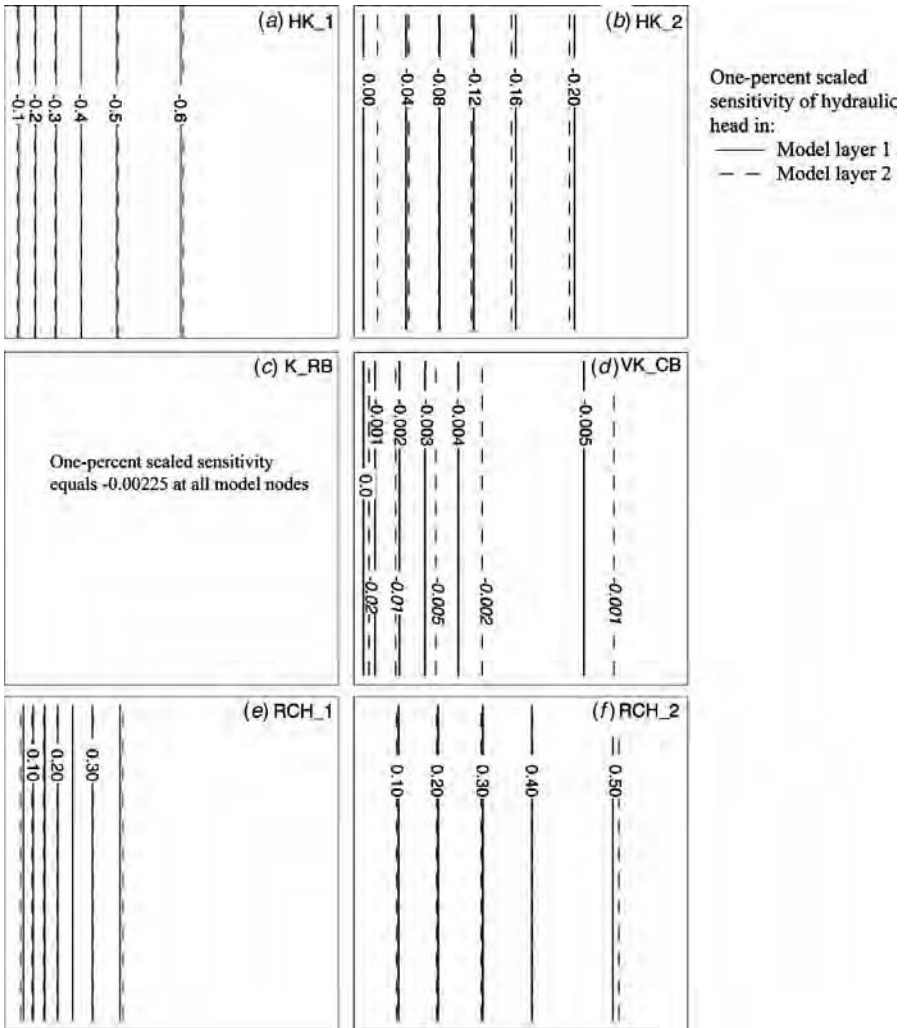 (a) HK_1
-0.1
-0.2
-0.3
-0.4
-0.5
-0.6
(b) HK_2
0.00
-0.04
-0.08
-0.12
-0.16
-0.20
One-percent scaled
sensitivity of hydraulic
head in:
Model layer 1
Model layer 2
(c) K_RB
One-percent scaled sensitivity
equals -0.00225 at all model nodes
(d) VK_CB
0.0
-0.001
-0.002
-0.003
-0.004
-0.005
-0.02
-0.01
-0.005
-0.002
-0.001
(e) RCH_1
0.10
0.20
0.30
(f) RCH_2
0.10
0.20
0.30
0.40
0.50